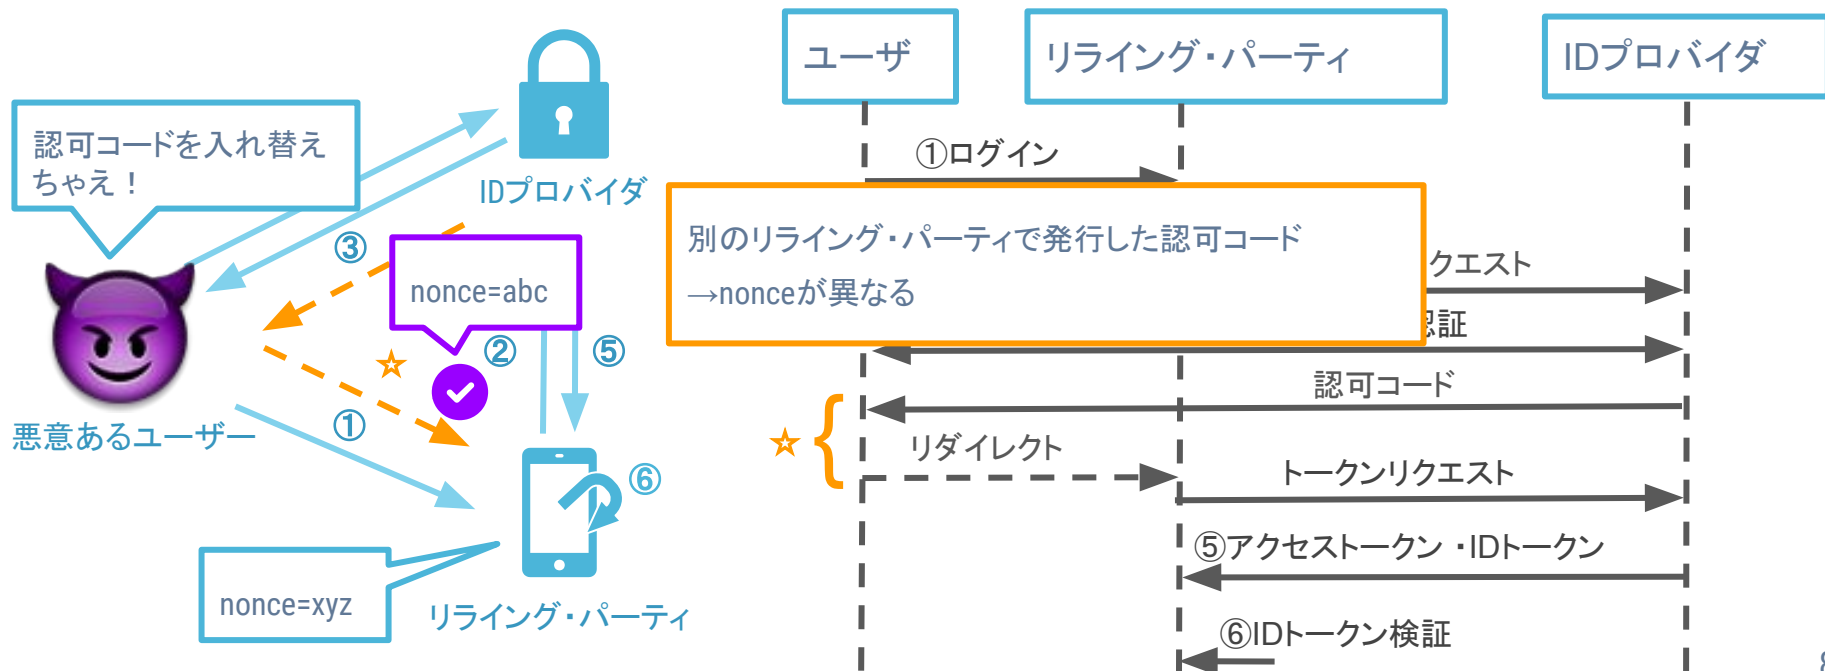 認可コードを入れ替え
ちゃえ！
IDプロバイダ
③
nonce=abc
②
⑤
☆
①
悪意あるユーザー
⑥
nonce=xyz
リライング・パーティ
ユーザ
リライング・パーティ
IDプロバイダ
①ログイン
別のリライング・パーティで発行した認可コード
→nonceが異なる
クエスト
認証
認可コード
☆
リダイレクト
トークンリクエスト
⑤アクセストークン・IDトークン
⑥IDトークン検証